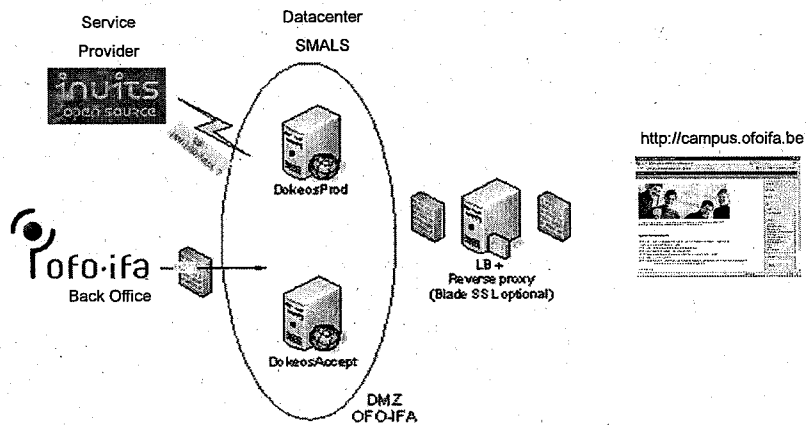 Service
Provider
inuits
open source
Datacenter
SMALS
DokeosProd
http://campus.ofoifa.be
ofo·ifa
Back Office
LB +
Reverse proxy
(Blade SSL optional)
DokeosAccept
DMZ
OFO-IFA